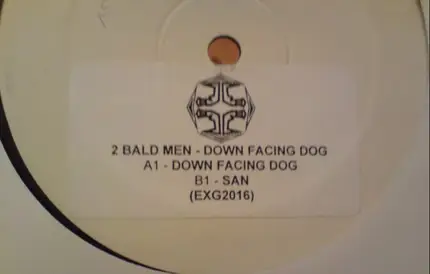 2 BALD MEN - DOWN FACING DOG
A1 - DOWN FACING DOG
B1 - SAN
(EXG2016)